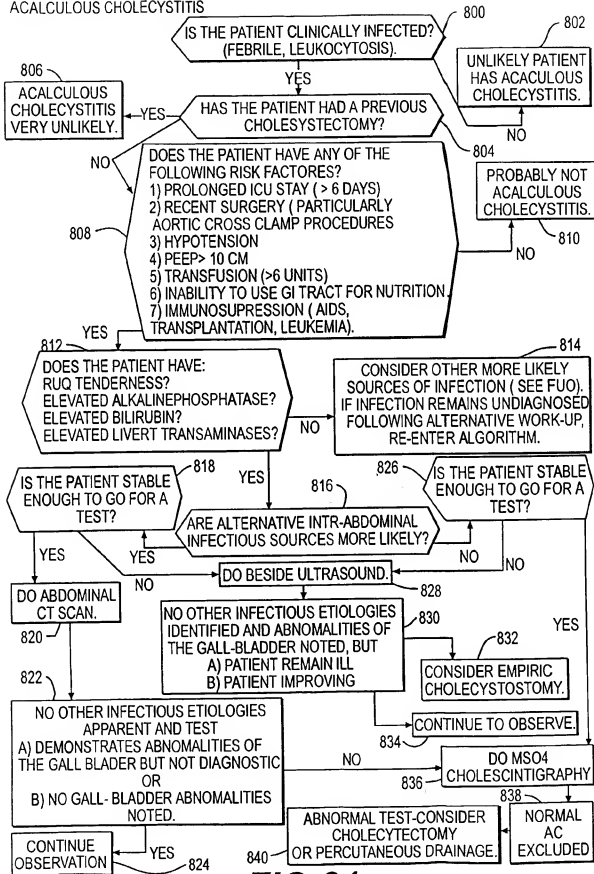 ACALCULOUS CHOLECYSTITIS
800
IS THE PATIENT CLINICALLY INFECTED?
(FEBRILE, LEUKOCYTOSIS).
802
UNLIKELY PATIENT
HAS ACACULOUS
CHOLECYSTITIS.
NO
YES
806
ACALCULOUS
CHOLECYSTITIS
VERY UNLIKELY.
YES
HAS THE PATIENT HAD A PREVIOUS
CHOLESYSTECTOMY?
804
NO
808
DOES THE PATIENT HAVE ANY OF THE
FOLLOWING RISK FACTORES?
1) PROLONGED ICU STAY ( > 6 DAYS)
2) RECENT SURGERY ( PARTICULARLY
AORTIC CROSS CLAMP PROCEDURES
3) HYPOTENSION
4) PEEP> 10 CM
5) TRANSFUSION (>6 UNITS)
6) INABILITY TO USE GI TRACT FOR NUTRITION.
7) IMMUNOSUPRESSION ( AIDS,
TRANSPLANTATION, LEUKEMIA).
PROBABLY NOT
ACALCULOUS
CHOLECYSTITIS.
810
NO
YES
812
DOES THE PATIENT HAVE:
RUQ TENDERNESS?
ELEVATED ALKALINEPHOSPHATASE?
ELEVATED BILIRUBIN?
ELEVATED LIVERT TRANSAMINASES?
NO
814
CONSIDER OTHER MORE LIKELY
SOURCES OF INFECTION ( SEE FUO).
IF INFECTION REMAINS UNDIAGNOSED
FOLLOWING ALTERNATIVE WORK-UP,
RE-ENTER ALGORITHM.
YES
818
IS THE PATIENT STABLE
ENOUGH TO GO FOR A
TEST?
816
ARE ALTERNATIVE INTR-ABDOMINAL
INFECTIOUS SOURCES MORE LIKELY?
826
IS THE PATIENT STABLE
ENOUGH TO GO FOR A
TEST?
YES
YES
NO
NO
NO
YES
DO BESIDE ULTRASOUND.
828
DO ABDOMINAL
CT SCAN.
820
NO OTHER INFECTIOUS ETIOLOGIES
IDENTIFIED AND ABNOMALITIES OF
THE GALL-BLADDER NOTED, BUT
A) PATIENT REMAIN ILL
B) PATIENT IMPROVING
830
832
CONSIDER EMPIRIC
CHOLECYSTOSTOMY.
CONTINUE TO OBSERVE.
834
822
NO OTHER INFECTIOUS ETIOLOGIES
APPARENT AND TEST
A) DEMONSTRATES ABNOMALITIES OF
THE GALL BLADER BUT NOT DIAGNOSTIC
OR
B) NO GALL- BLADDER ABNOMALITIES
NOTED.
NO
DO MSO4
CHOLESCINTIGRAPHY
836
838
NORMAL
AC
EXCLUDED
ABNORMAL TEST-CONSIDER
CHOLECYTECTOMY
OR PERCUTANEOUS DRAINAGE.
840
YES
CONTINUE
OBSERVATION
824